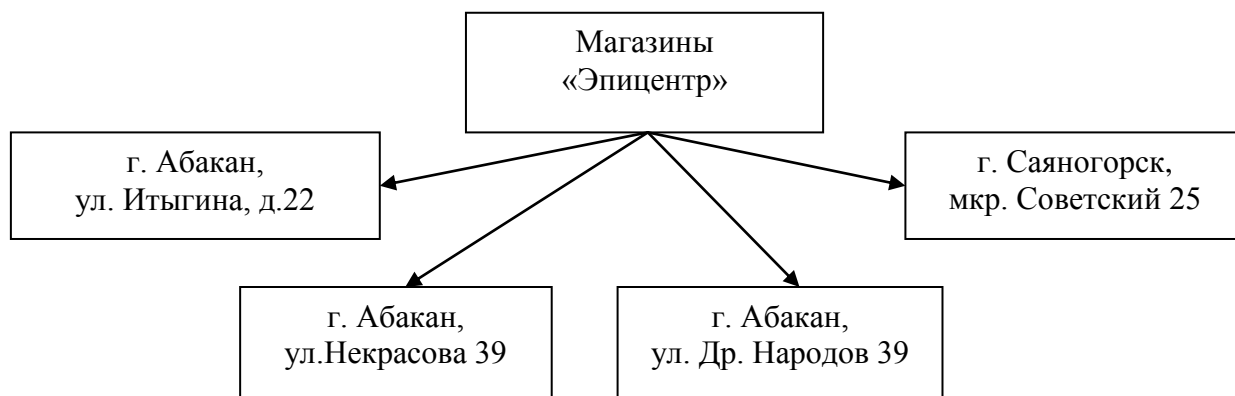 Магазины
«Эпицентр»
г. Абакан,
ул. Итыгина, д.22
г. Саяногорск,
мкр. Советский 25
г. Абакан,
ул.Некрасова 39
г. Абакан,
ул. Др. Народов 39